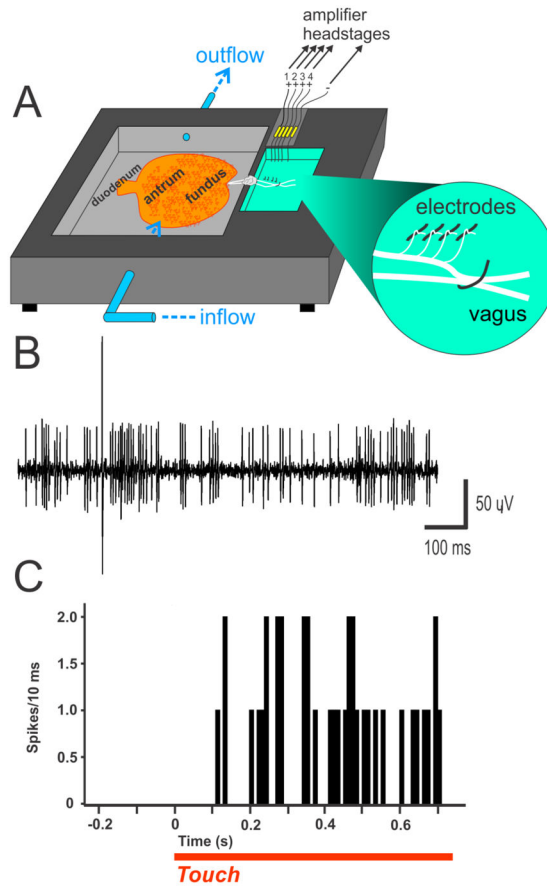 amplifier
headstages
outflow
A
1 2 3 4 -
+ + + +
duodenum
antrum
fundus
electrodes
vagus
inflow
B
50 μV
100 ms
C
2.0
1.5
1.0
0.5
0
Spikes/10 ms
-0.2 0 0.2 0.4 0.6
Time (s)
Touch